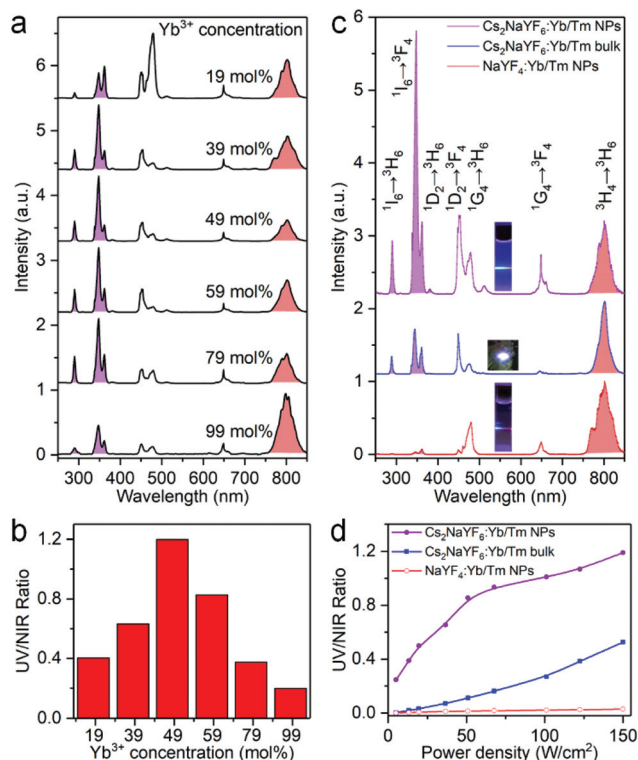 a
Yb³⁺ concentration
19 mol%
39 mol%
49 mol%
59 mol%
79 mol%
99 mol%
6
5
4
3
2
1
0
Intensity (a.u.)
300 400 500 600 700 800
Wavelength (nm)
c
Cs₂NaYF₆:Yb/Tm NPs
Cs₂NaYF₆:Yb/Tm bulk
NaYF₄:Yb/Tm NPs
¹I₆→³H₆
¹I₆→³F₄
¹D₂→³H₆
¹D₂→³F₄
¹G₄→³H₆
¹G₄→³F₄
³H₄→³H₆
6
5
4
3
2
1
0
Intensity (a.u.)
300 400 500 600 700 800
Wavelength (nm)
b
1.2
0.8
0.4
0.0
UV/NIR Ratio
19 39 49 59 79 99
Yb³⁺ concentration (mol%)
d
Cs₂NaYF₆:Yb/Tm NPs
Cs₂NaYF₆:Yb/Tm bulk
NaYF₄:Yb/Tm NPs
1.2
0.8
0.4
0.0
UV/NIR Ratio
0 50 100 150
Power density (W/cm²)